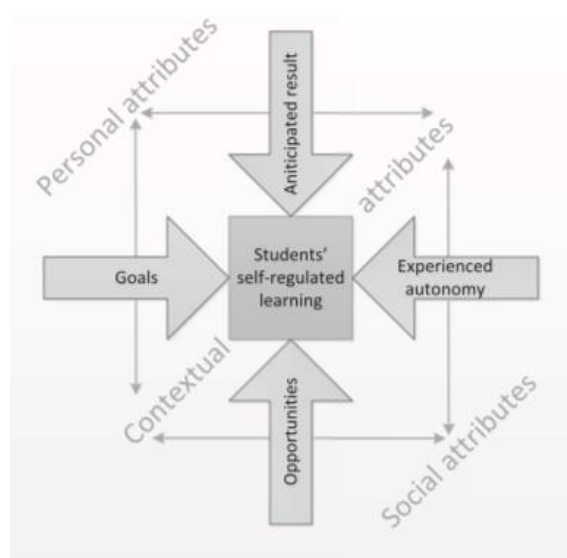 Personal attributes
Aniticipated result
attributes
Goals
Students'
self-regulated
learning
Experienced
autonomy
Contextual
Opportunities
Social attributes